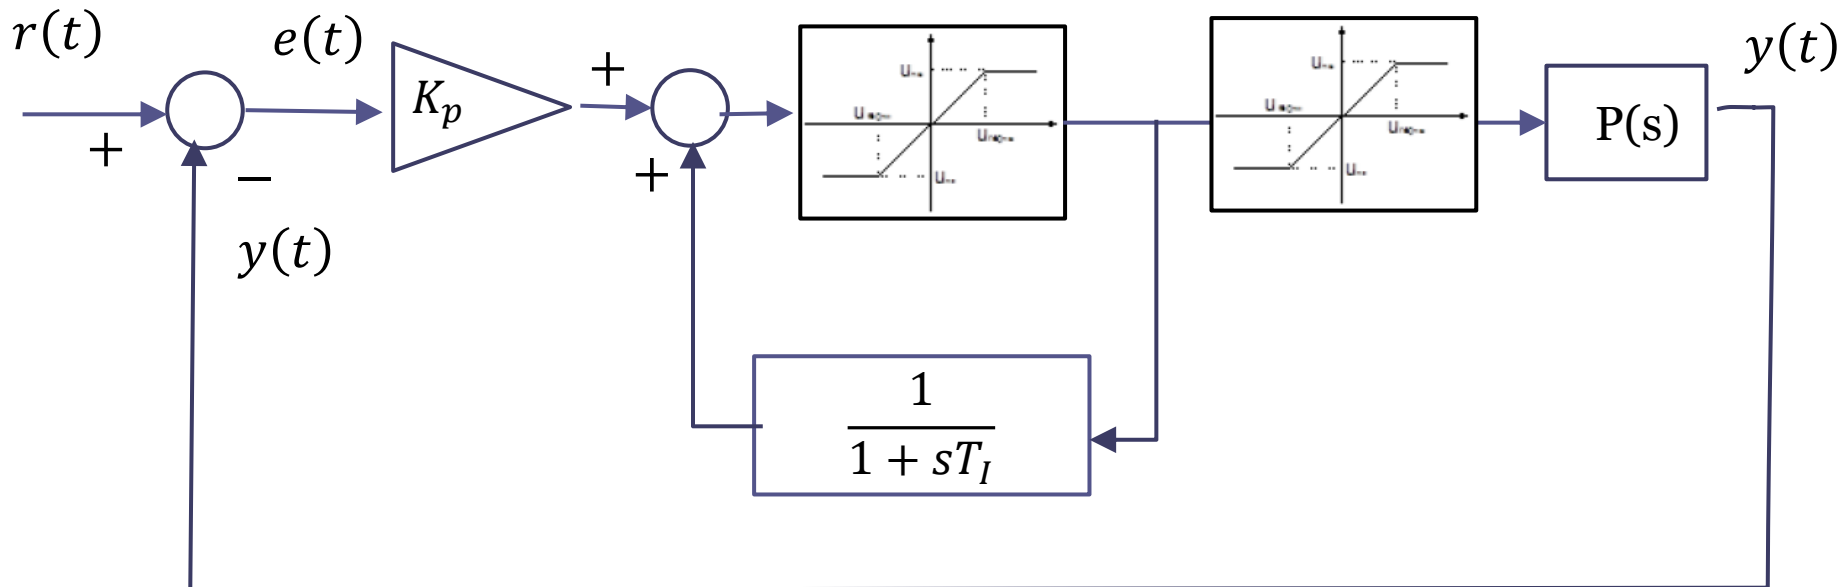 r(t)
e(t)
y(t)
K_p
+
+
P(s)
+
−
+
y(t)
1
1 + sT_I